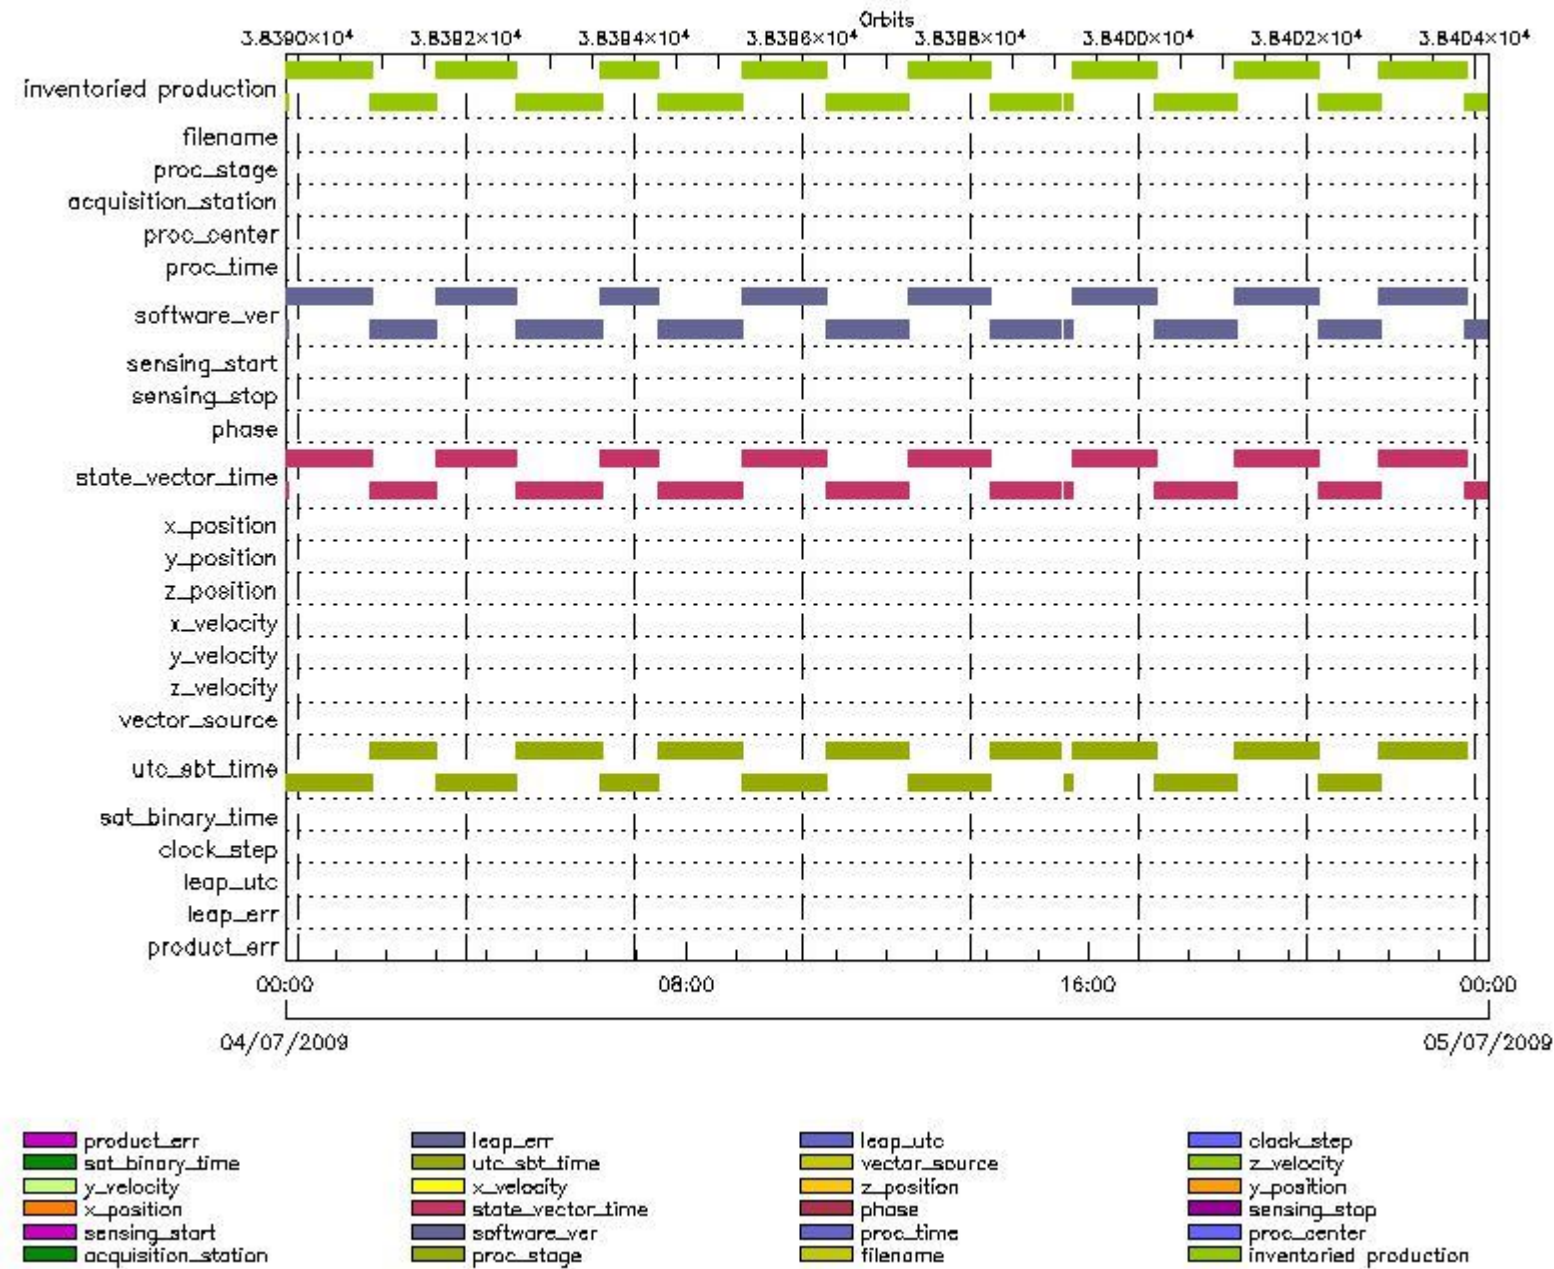 Orbits
3.8390×10⁴ 3.8392×10⁴ 3.8394×10⁴ 3.8396×10⁴ 3.8398×10⁴ 3.8400×10⁴ 3.8402×10⁴ 3.8404×10⁴
inventoried production
filename
proc_stage
acquisition_station
proc_center
proc_time
software_ver
sensing_start
sensing_stop
phase
state_vector_time
x_position
y_position
z_position
x_velocity
y_velocity
z_velocity
vector_source
utc_sbt_time
sat_binary_time
clock_step
leap_utc
leap_err
product_err
00:00 08:00 16:00 00:00
04/07/2009 05/07/2009
product_err leap_err leap_utc clock_step
sat_binary_time utc_sbt_time vector_source z_velocity
y_velocity x_velocity z_position y_position
x_position state_vector_time phase sensing_stop
sensing_start software_ver proc_time proc_center
acquisition_station proc_stage filename inventoried production